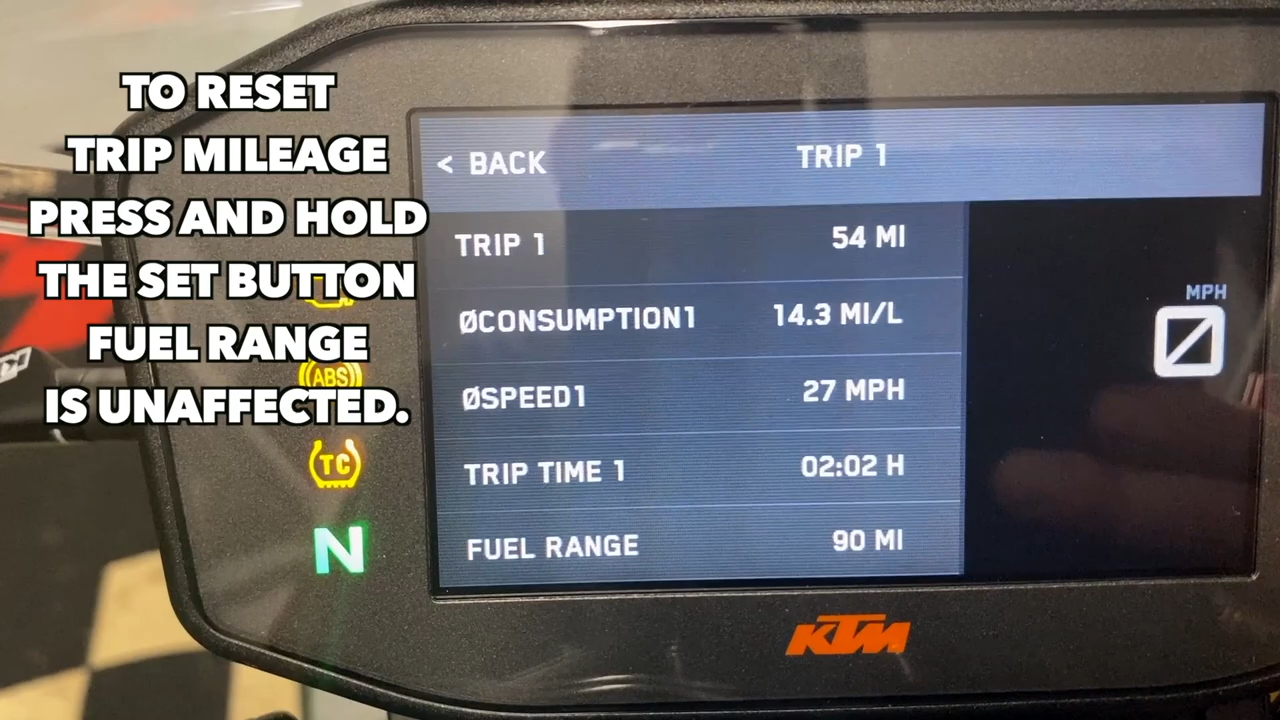 TO RESET
TRIP MILEAGE
PRESS AND HOLD
THE SET BUTTON
FUEL RANGE
IS UNAFFECTED.
< BACK TRIP 1
TRIP 1 54 MI
ØCONSUMPTION1 14.3 MI/L
ØSPEED1 27 MPH
TRIP TIME 1 02:02 H
FUEL RANGE 90 MI
MPH
0
ABS
TC
N
KTM